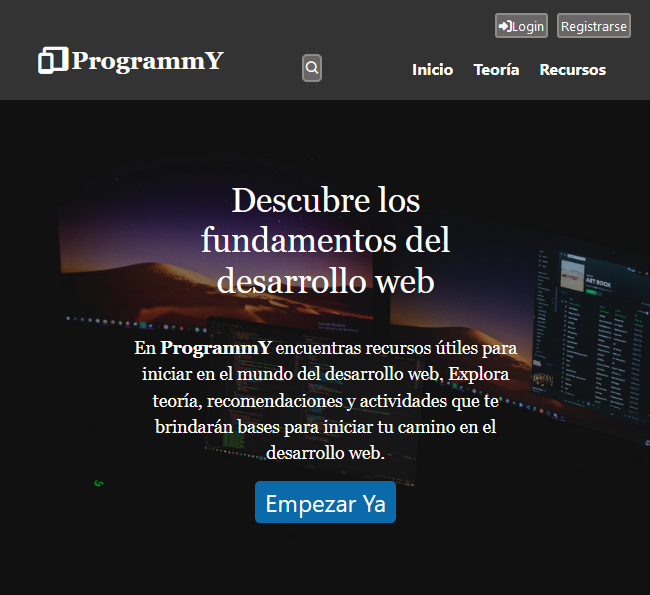 Login
Registrarse
ProgrammY
Inicio
Teoría
Recursos
Descubre los
fundamentos del
desarrollo web
ART ROCK
En ProgrammY encuentras recursos útiles para
iniciar en el mundo del desarrollo web. Explora
teoría, recomendaciones y actividades que te
brindarán bases para iniciar tu camino en el
desarrollo web.
Empezar Ya